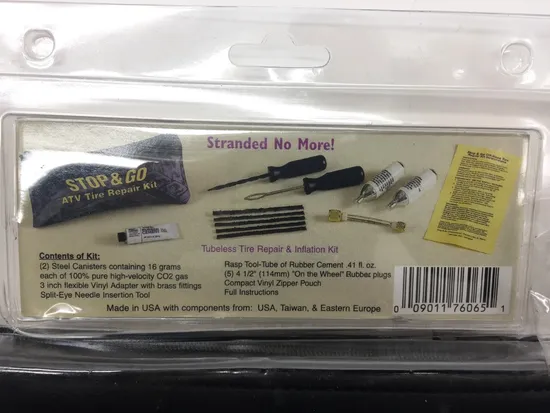 Stranded No More!
STOP & GO
ATV Tire Repair Kit
Tubeless Tire Repair & Inflation Kit
Contents of Kit:
(2) Steel Canisters containing 16 grams
each of 100% pure high-velocity CO2 gas
3 inch flexible Vinyl Adapter with brass fittings
Split-Eye Needle Insertion Tool
Rasp Tool-Tube of Rubber Cement .41 fl. oz.
(5) 4 1/2" (114mm) "On the Wheel" Bubber plugs
Compact Vinyl Zipper Pouch
Full Instructions
Made in USA with components from: USA, Taiwan, & Eastern Europe
0 09011 76065 1